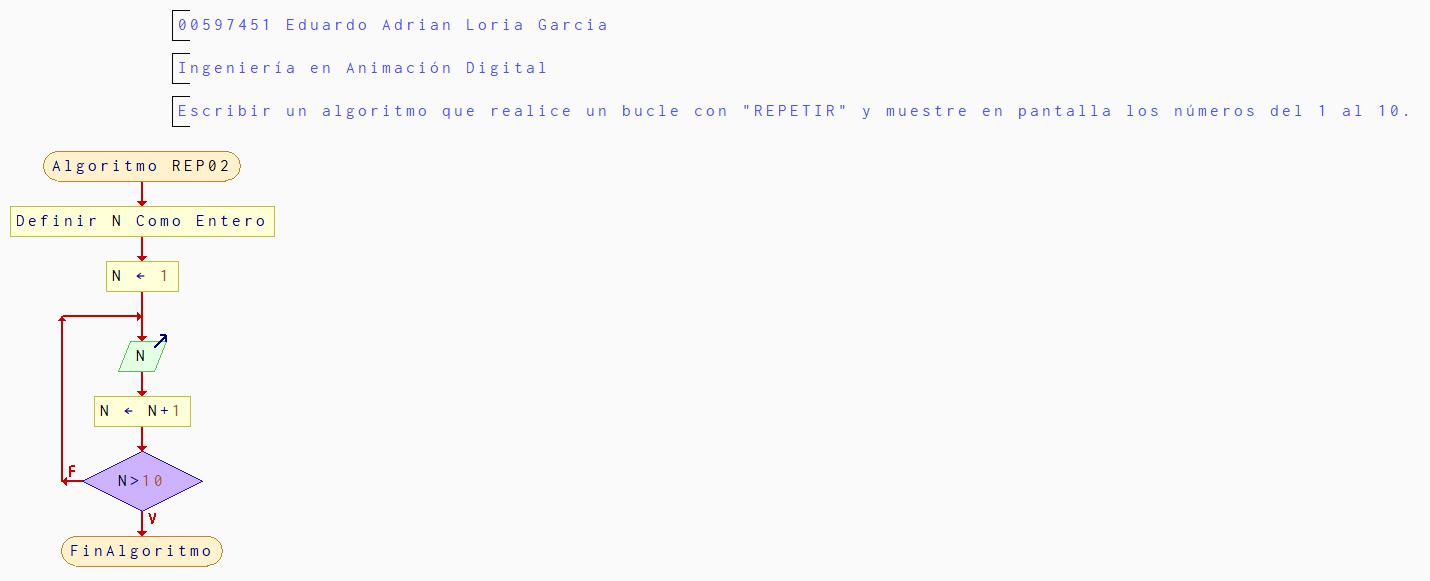 00597451 Eduardo Adrian Loria Garcia
Ingeniería en Animación Digital
Escribir un algoritmo que realice un bucle con "REPETIR" y muestre en pantalla los números del 1 al 10.
Algoritmo REP02
Definir N Como Entero
N ← 1
N
N ← N+1
F
N>10
V
FinAlgoritmo